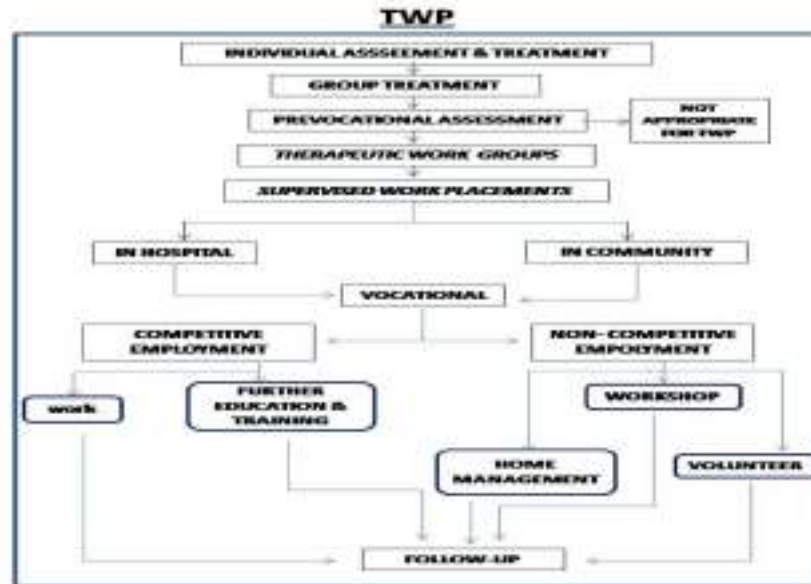 TWP
INDIVIDUAL ASSSEEMENT & TREATMENT
GROUP TREATMENT
PREVOCATIONAL ASSESSMENT
NOT
APPROPRIATE
FOR TWP
THERAPEUTIC WORK GROUPS
SUPERVISED WORK PLACEMENTS
IN HOSPITAL
IN COMMUNITY
VOCATIONAL
COMPETITIVE
EMPLOYMENT
NON- COMPETITIVE
EMPOLYMENT
work
FURTHER
EDUCATION &
TRAINING
WORKSHOP
HOME
MANAGEMENT
VOLUNTEER
FOLLOW-UP